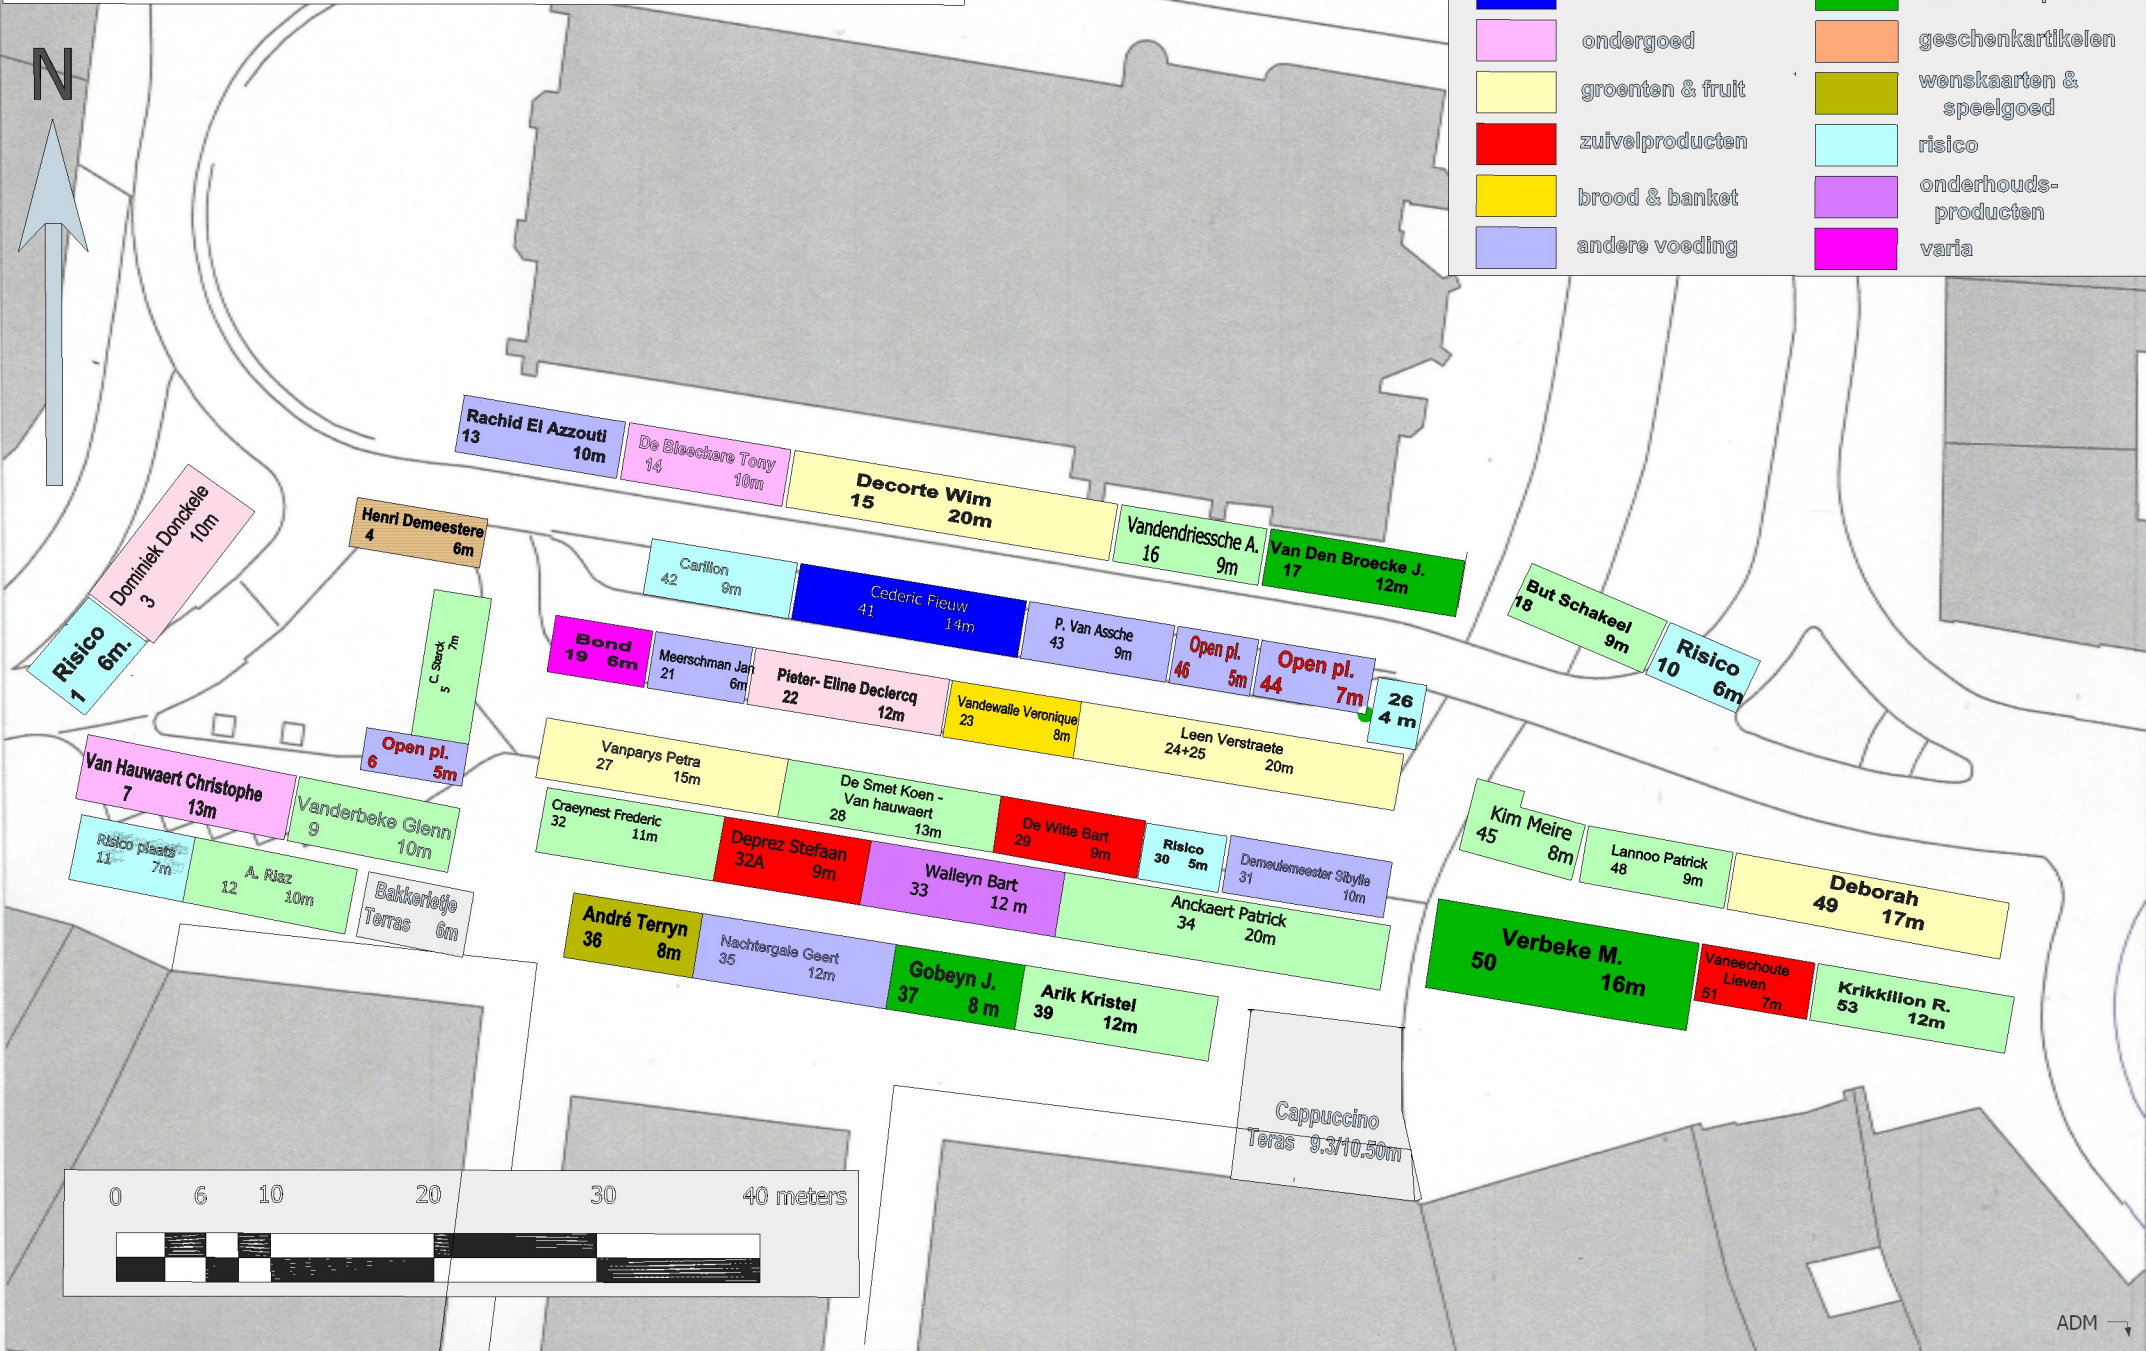 N
ondergoed
groenten & fruit
zuivelproducten
brood & banket
andere voeding
geschenkartikelen
wenskaarten &
speelgoed
risico
onderhouds-
producten
varia
Rachid El Azzouti
13 10m
De Bleeckere Tony
14 10m
Decorte Wim
15 20m
Vandendriessche A.
16 9m
Van Den Broecke J.
17 12m
But Schakeel
18 9m
Risico
10 6m
Dominiek Donckele
3 10m
Risico
1 6m.
Henri Demeestere
4 6m
C. Sterck
5 7m
Open pl.
6 5m
Carillon
42 9m
Cederic Fieuw
41 14m
P. Van Assche
43 9m
Open pl.
46 5m
Open pl.
44 7m
26
4 m
Bond
19 6m
Meerschman Jan
21 6m
Pieter- Eline Declercq
22 12m
Vandewalle Veronique
23 8m
Leen Verstraete
24+25 20m
Van Hauwaert Christophe
7 13m
Vanderbeke Glenn
9 10m
Risico plaats
11 7m
A. Riaz
12 10m
Bakkerietje
Terras 6m
Vanparys Petra
27 15m
De Smet Koen -
Van hauwaert
28 13m
De Witte Bart
29 9m
Risico
30 5m
Demeulemeester Sibylle
31 10m
Craeynest Frederic
32 11m
Deprez Stefaan
32A 9m
Walleyn Bart
33 12 m
Anckaert Patrick
34 20m
André Terryn
36 8m
Nachtergale Geert
35 12m
Gobeyn J.
37 8 m
Arik Kristel
39 12m
Kim Meire
45 8m
Lannoo Patrick
48 9m
Deborah
49 17m
Verbeke M.
50 16m
Vaneechoute
Lieven
51 7m
Krikkilion R.
53 12m
Cappuccino
Teras 9.3/10.50m
0 6 10 20 30 40 meters
ADM